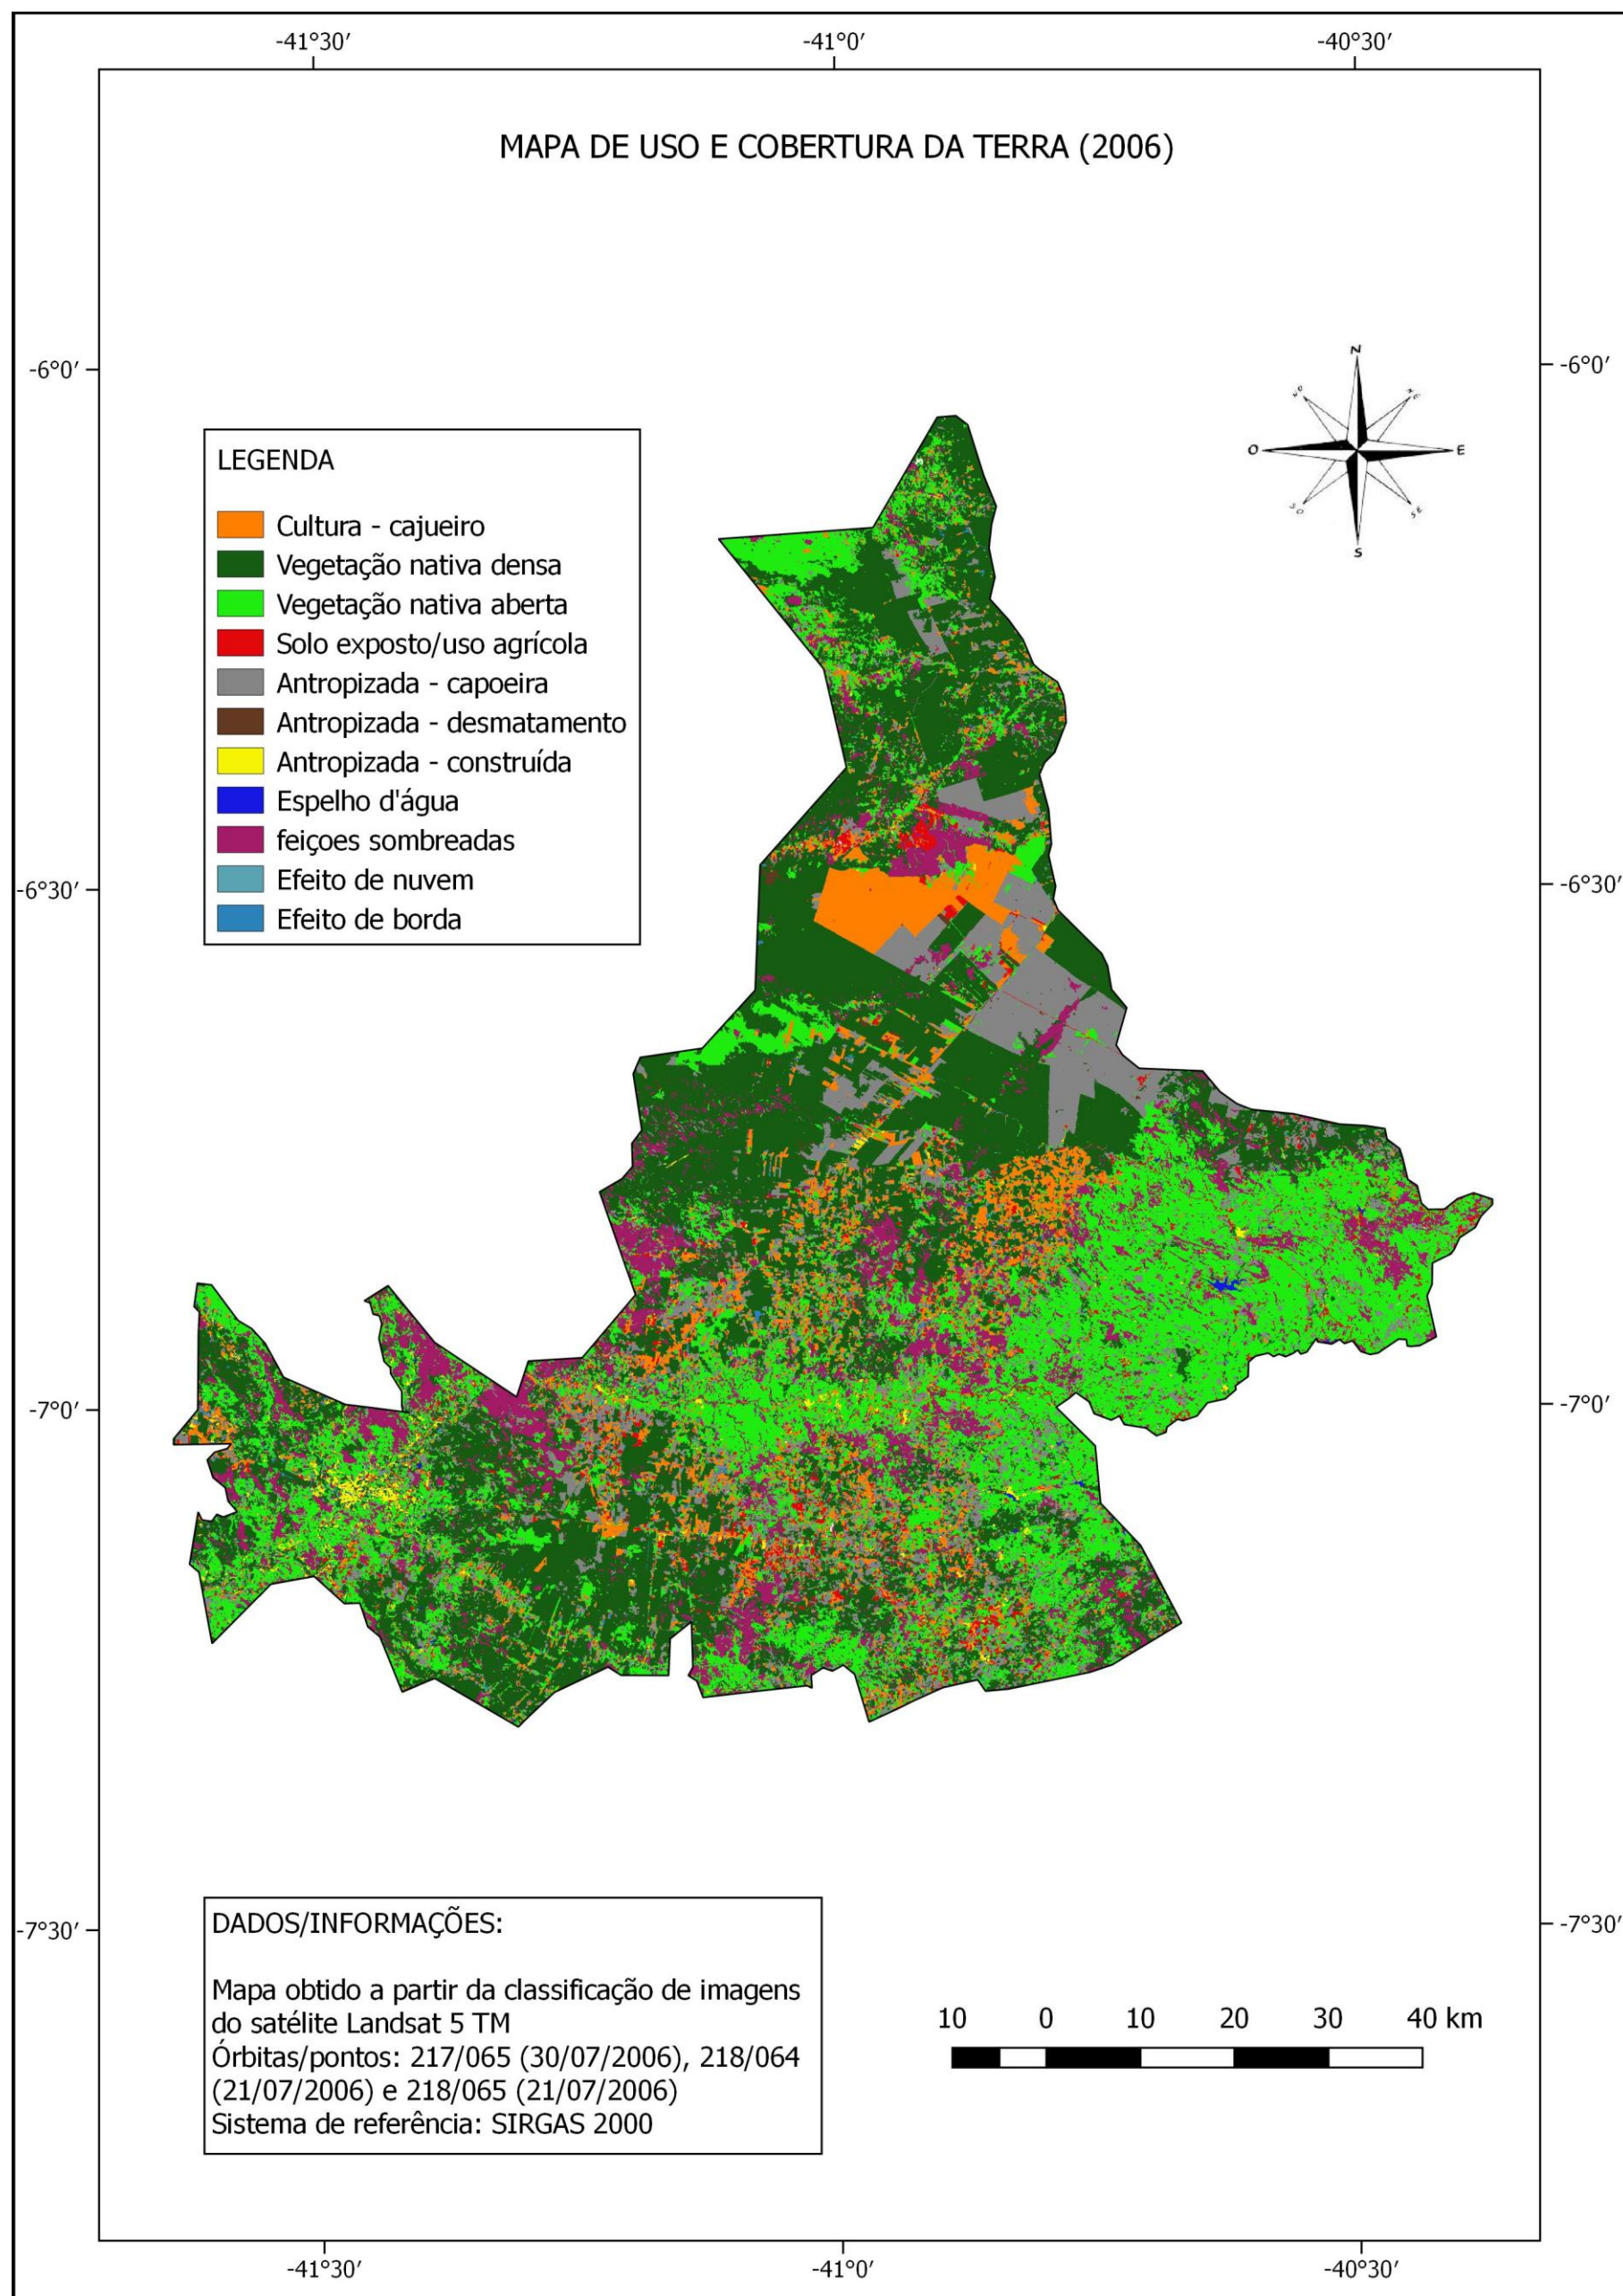 -41°30′ -41°0′ -40°30′
MAPA DE USO E COBERTURA DA TERRA (2006)
-6°0′ -6°0′
N
NO NE
O E
SO SE
S
LEGENDA
Cultura - cajueiro
Vegetação nativa densa
Vegetação nativa aberta
Solo exposto/uso agrícola
Antropizada - capoeira
Antropizada - desmatamento
Antropizada - construída
Espelho d'água
feiçoes sombreadas
Efeito de nuvem
Efeito de borda
-6°30′ -6°30′
-7°0′ -7°0′
-7°30′ -7°30′
DADOS/INFORMAÇÕES:
Mapa obtido a partir da classificação de imagens
do satélite Landsat 5 TM
Órbitas/pontos: 217/065 (30/07/2006), 218/064
(21/07/2006) e 218/065 (21/07/2006)
Sistema de referência: SIRGAS 2000
10 0 10 20 30 40 km
-41°30′ -41°0′ -40°30′